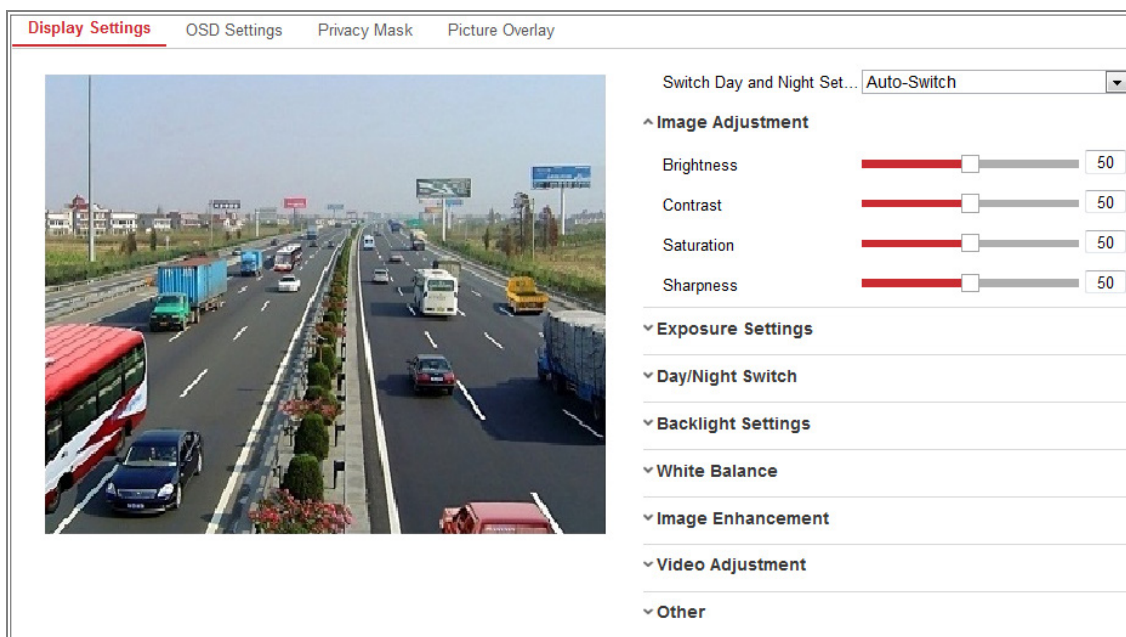 Display Settings OSD Settings Privacy Mask Picture Overlay
Switch Day and Night Set... Auto-Switch
Image Adjustment
Brightness 50
Contrast 50
Saturation 50
Sharpness 50
Exposure Settings
Day/Night Switch
Backlight Settings
White Balance
Image Enhancement
Video Adjustment
Other